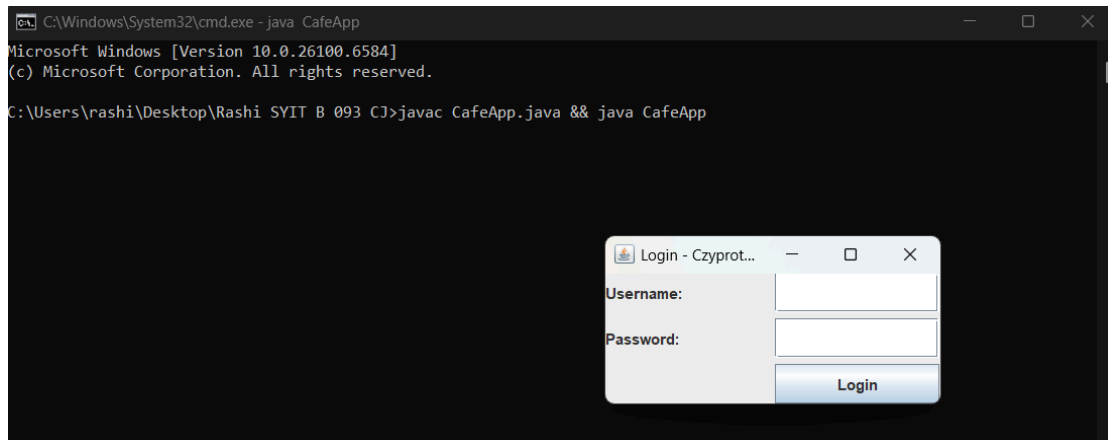 C:\Windows\System32\cmd.exe - java  CafeApp
Microsoft Windows [Version 10.0.26100.6584]
(c) Microsoft Corporation. All rights reserved.
C:\Users\rashi\Desktop\Rashi SYIT B 093 CJ>javac CafeApp.java && java CafeApp
Login - Czyprot...
Username:
Password:
Login